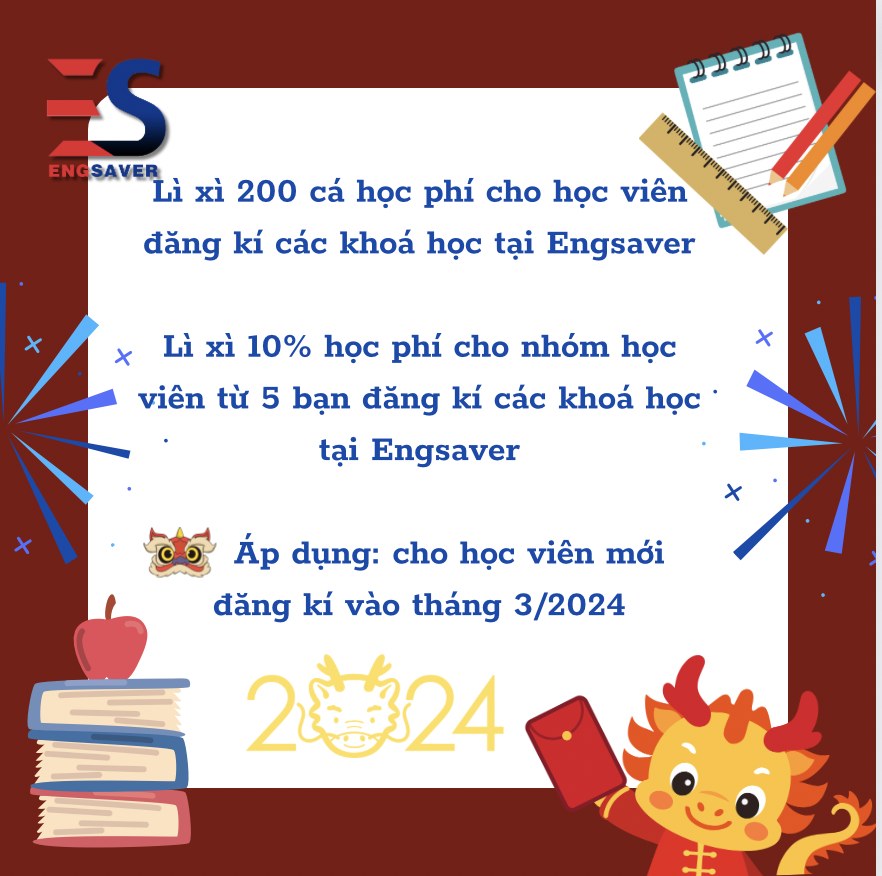 ES
ENGSAVER
Lì xì 200 cá học phí cho học viên
đăng kí các khoá học tại Engsaver
Lì xì 10% học phí cho nhóm học
viên từ 5 bạn đăng kí các khoá học
tại Engsaver
Áp dụng: cho học viên mới
đăng kí vào tháng 3/2024
2024